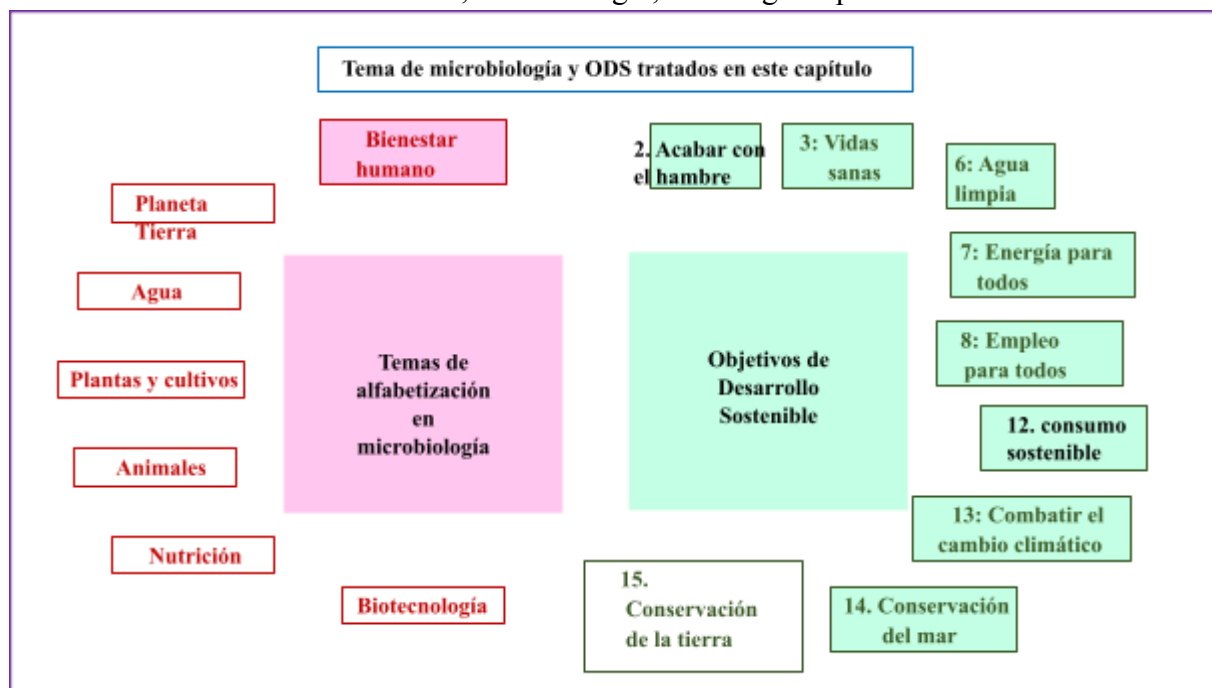 Tema de microbiología y ODS tratados en este capítulo
Bienestar
humano
2. Acabar con
el hambre
3: Vidas
sanas
6: Agua
limpia
Planeta
Tierra
7: Energía para
todos
Agua
8: Empleo
para todos
Plantas y cultivos
Temas de
alfabetización
en
microbiología
Objetivos de
Desarrollo
Sostenible
12. consumo
sostenible
Animales
13: Combatir el
cambio climático
Nutrición
Biotecnología
15.
Conservación
de la tierra
14. Conservación
del mar